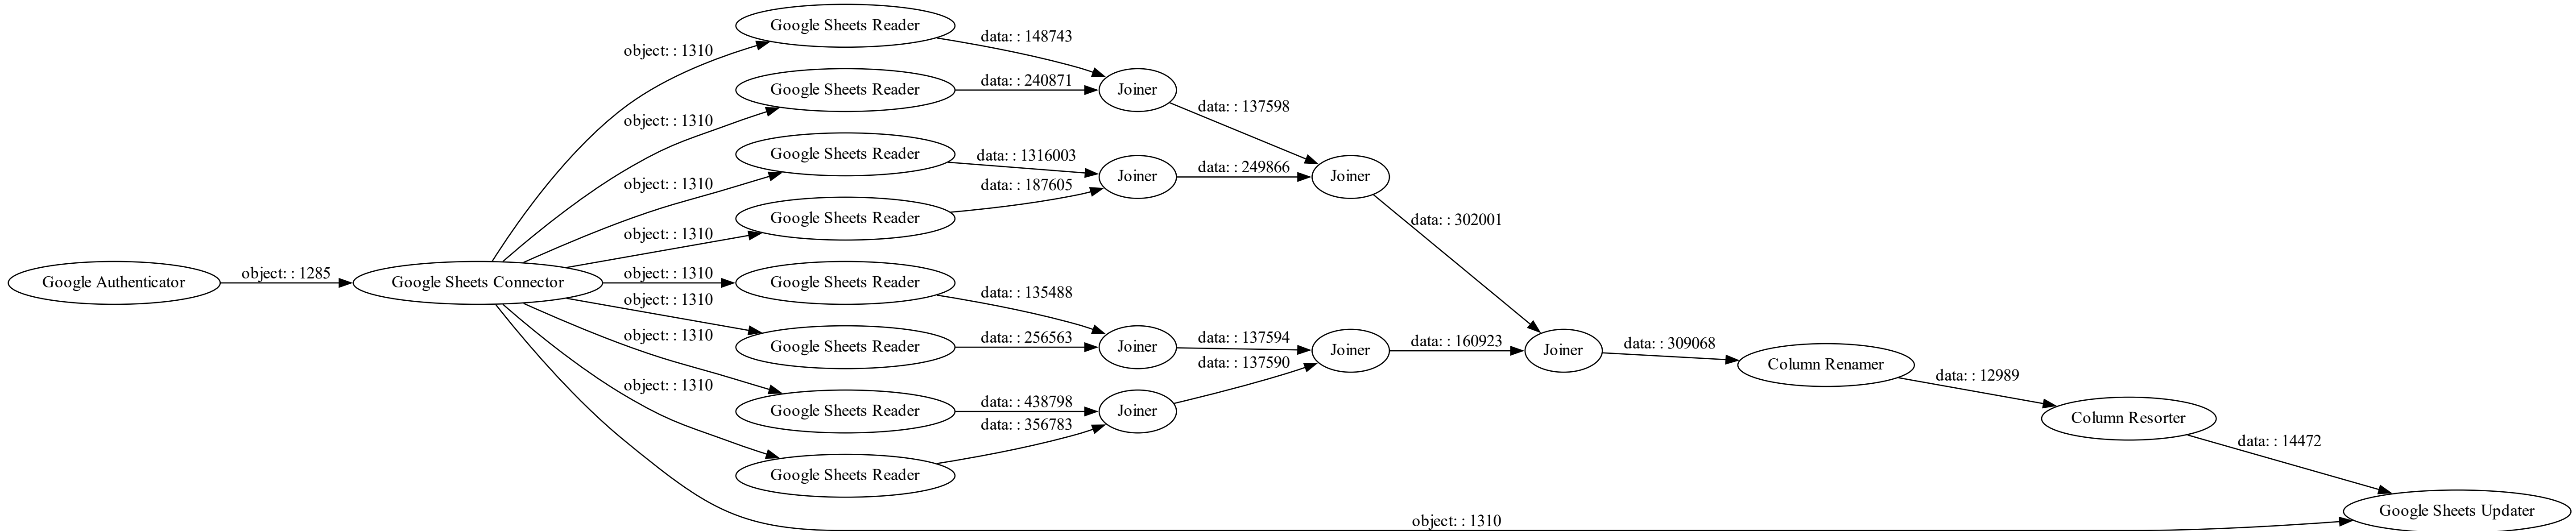 Google Sheets Reader
data: : 148743
object: : 1310
data: : 240871
Google Sheets Reader
Joiner
data: : 137598
object: : 1310
Google Sheets Reader
data: : 1316003
Joiner
data: : 249866
Joiner
object: : 1310
data: : 187605
Google Sheets Reader
data: : 302001
object: : 1310
Google Authenticator
object: : 1285
Google Sheets Connector
object: : 1310
Google Sheets Reader
data: : 135488
object: : 1310
Google Sheets Reader
data: : 256563
Joiner
data: : 137594
Joiner
data: : 160923
Joiner
data: : 309068
Column Renamer
data: : 12989
object: : 1310
data: : 137590
object: : 1310
Google Sheets Reader
data: : 438798
Joiner
data: : 356783
Column Resorter
data: : 14472
Google Sheets Reader
object: : 1310
Google Sheets Updater